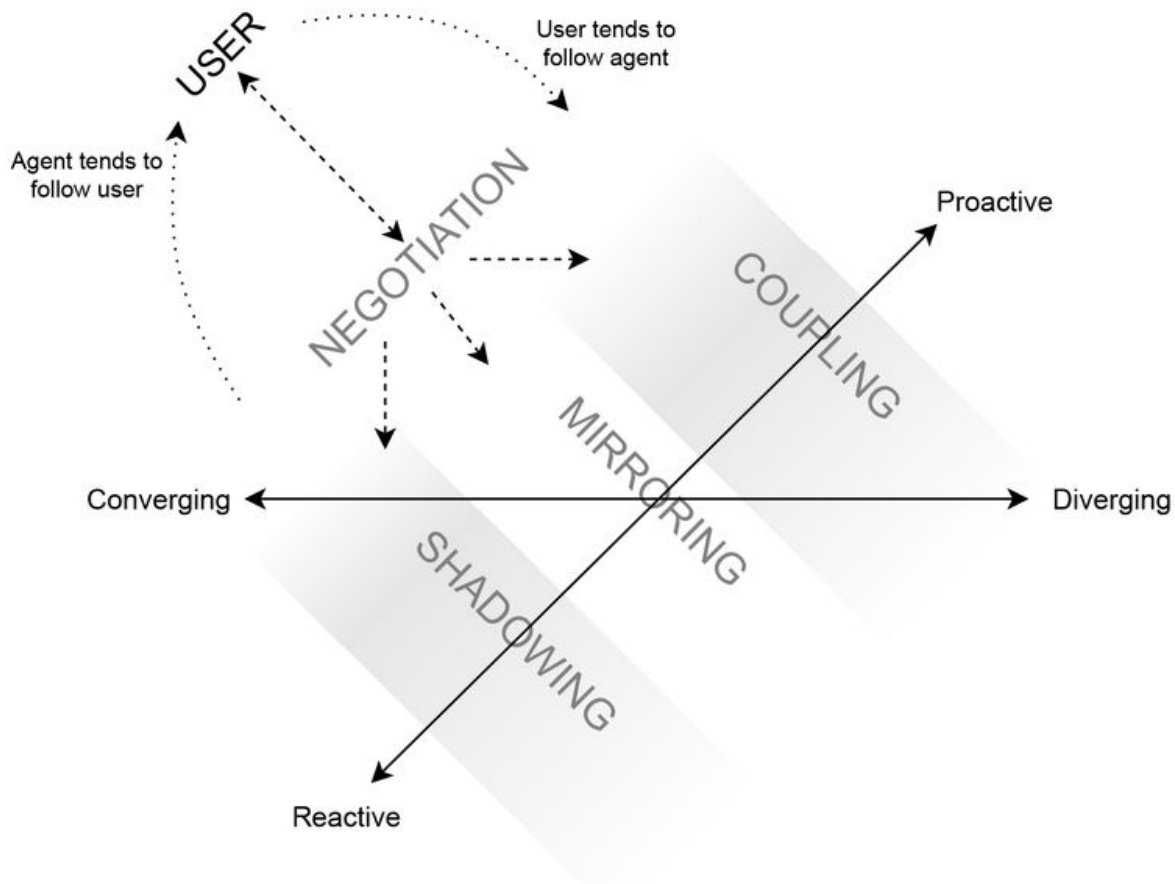 USER
User tends to
follow agent
Agent tends to
follow user
NEGOTIATION
Proactive
COUPLING
MIRRORING
Converging
Diverging
SHADOWING
Reactive